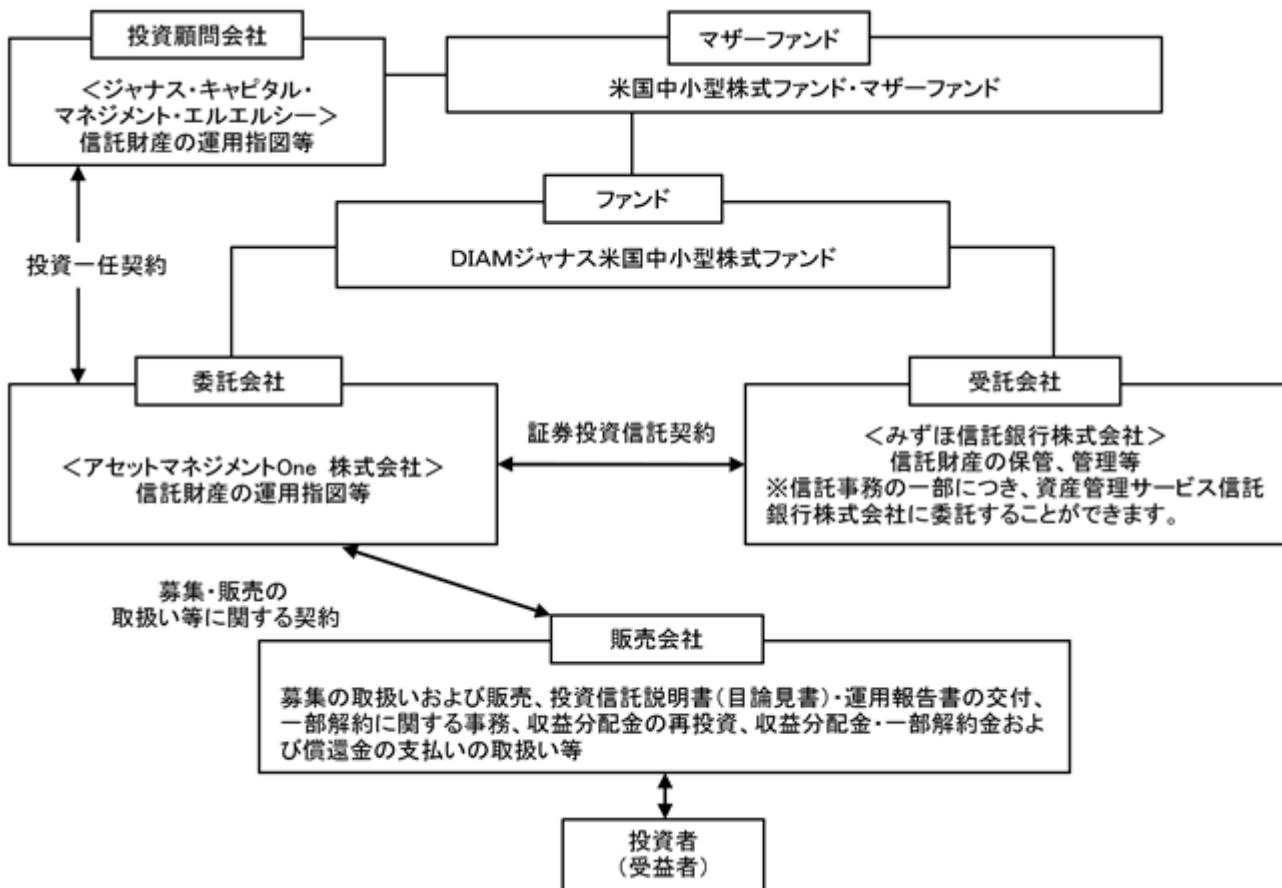 投資顧問会社
＜ジャナス・キャピタル・
マネジメント・エルエルシー＞
信託財産の運用指図等
マザーファンド
米国中小型株式ファンド・マザーファンド
ファンド
DIAMジャナス米国中小型株式ファンド
投資一任契約
委託会社
＜アセットマネジメントOne 株式会社＞
信託財産の運用指図等
証券投資信託契約
受託会社
＜みずほ信託銀行株式会社＞
信託財産の保管、管理等
※信託事務の一部につき、資産管理サービス信託
銀行株式会社に委託することができます。
募集・販売の
取扱い等に関する契約
販売会社
募集の取扱いおよび販売、投資信託説明書（目論見書）・運用報告書の交付、
一部解約に関する事務、収益分配金の再投資、収益分配金・一部解約金およ
び償還金の支払いの取扱い等
投資者
（受益者）